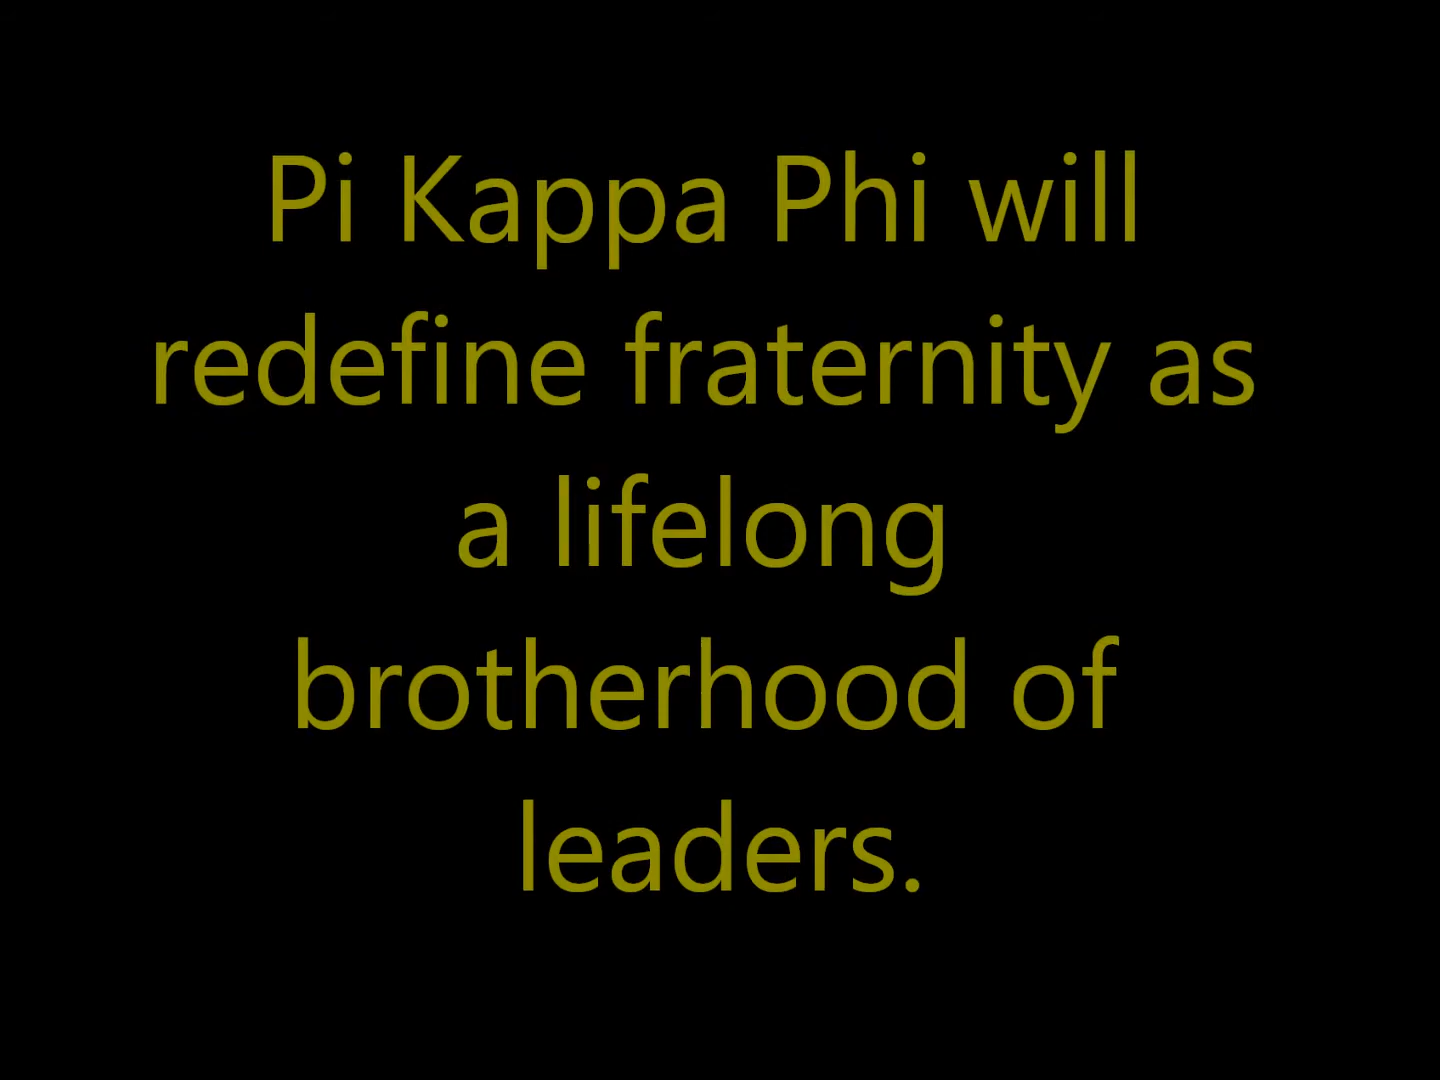 Pi Kappa Phi will
redefine fraternity as
a lifelong
brotherhood of
leaders.